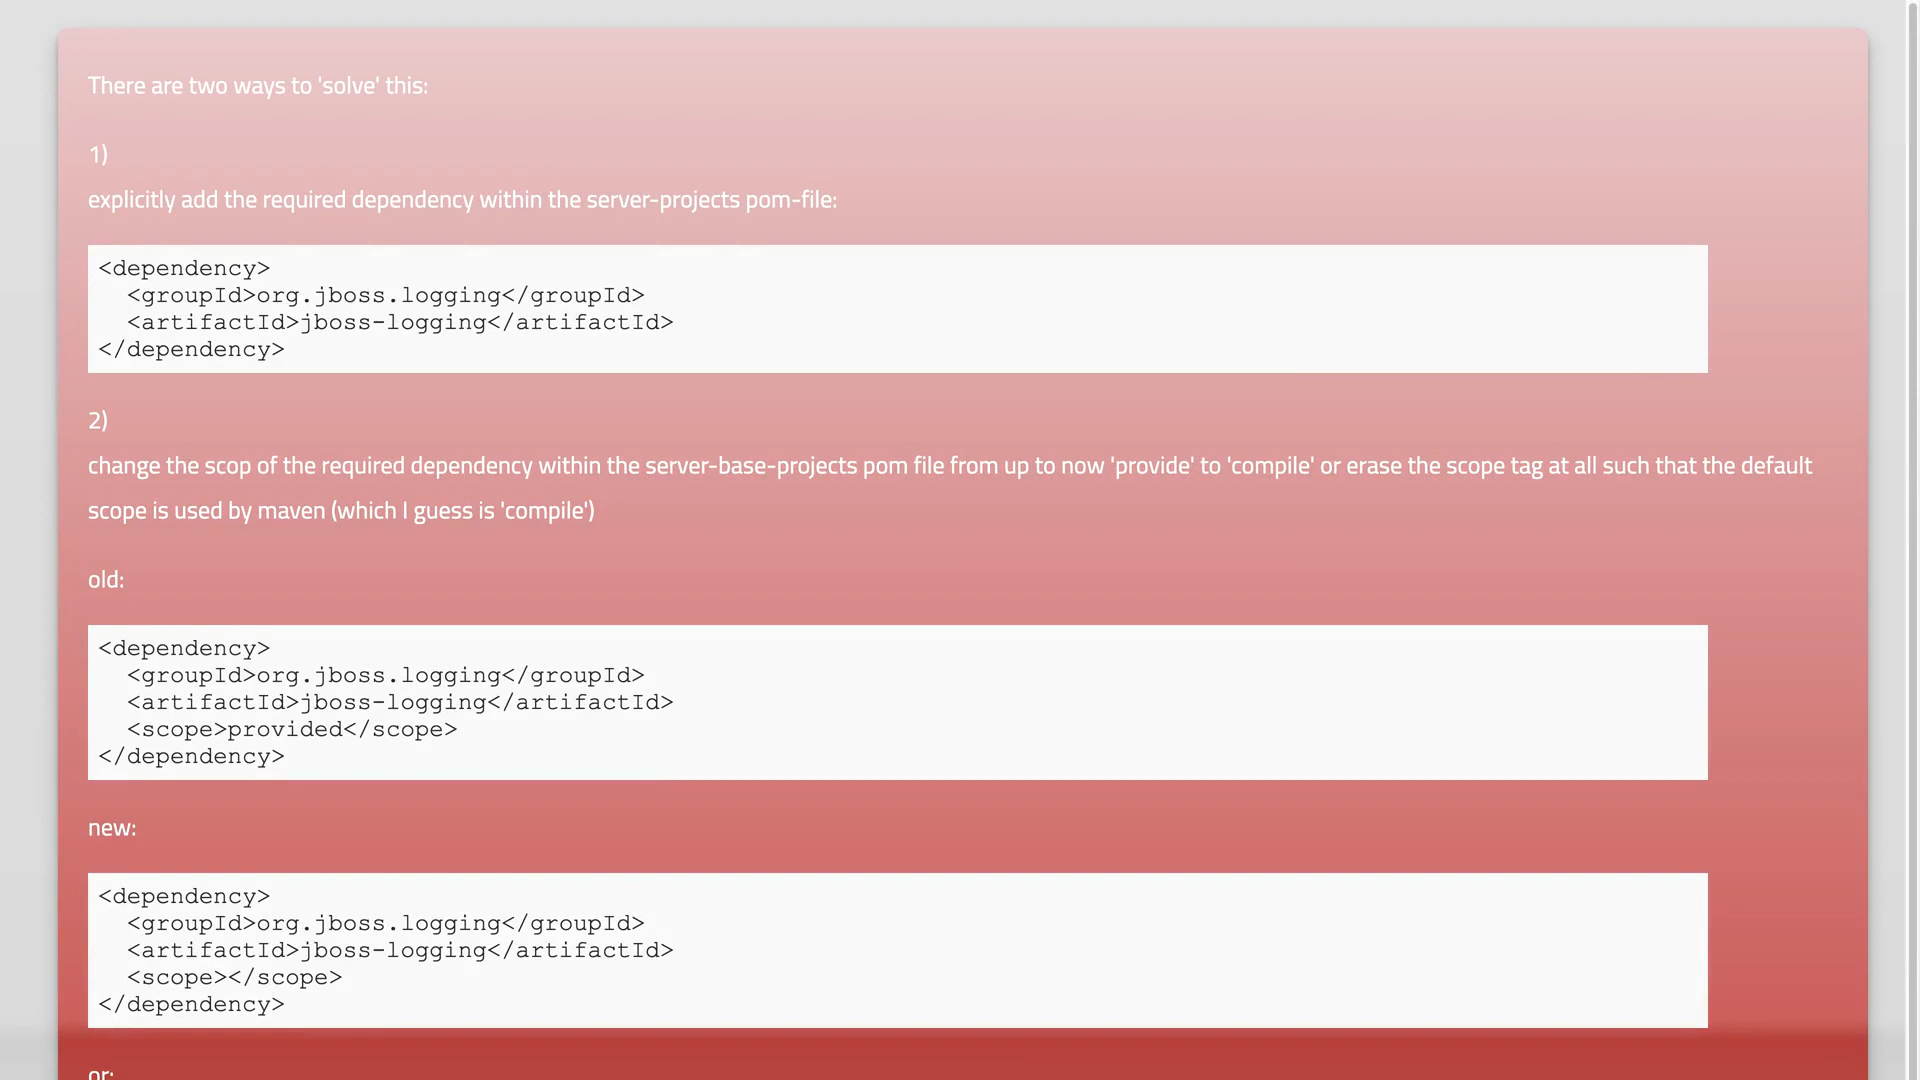 There are two ways to 'solve' this:
1)
explicitly add the required dependency within the server-projects pom-file:
<dependency>
  <groupId>org.jboss.logging</groupId>
  <artifactId>jboss-logging</artifactId>
</dependency>
2)
change the scop of the required dependency within the server-base-projects pom file from up to now 'provide' to 'compile' or erase the scope tag at all such that the default
scope is used by maven (which I guess is 'compile')
old:
<dependency>
  <groupId>org.jboss.logging</groupId>
  <artifactId>jboss-logging</artifactId>
  <scope>provided</scope>
</dependency>
new:
<dependency>
  <groupId>org.jboss.logging</groupId>
  <artifactId>jboss-logging</artifactId>
  <scope></scope>
</dependency>
or: